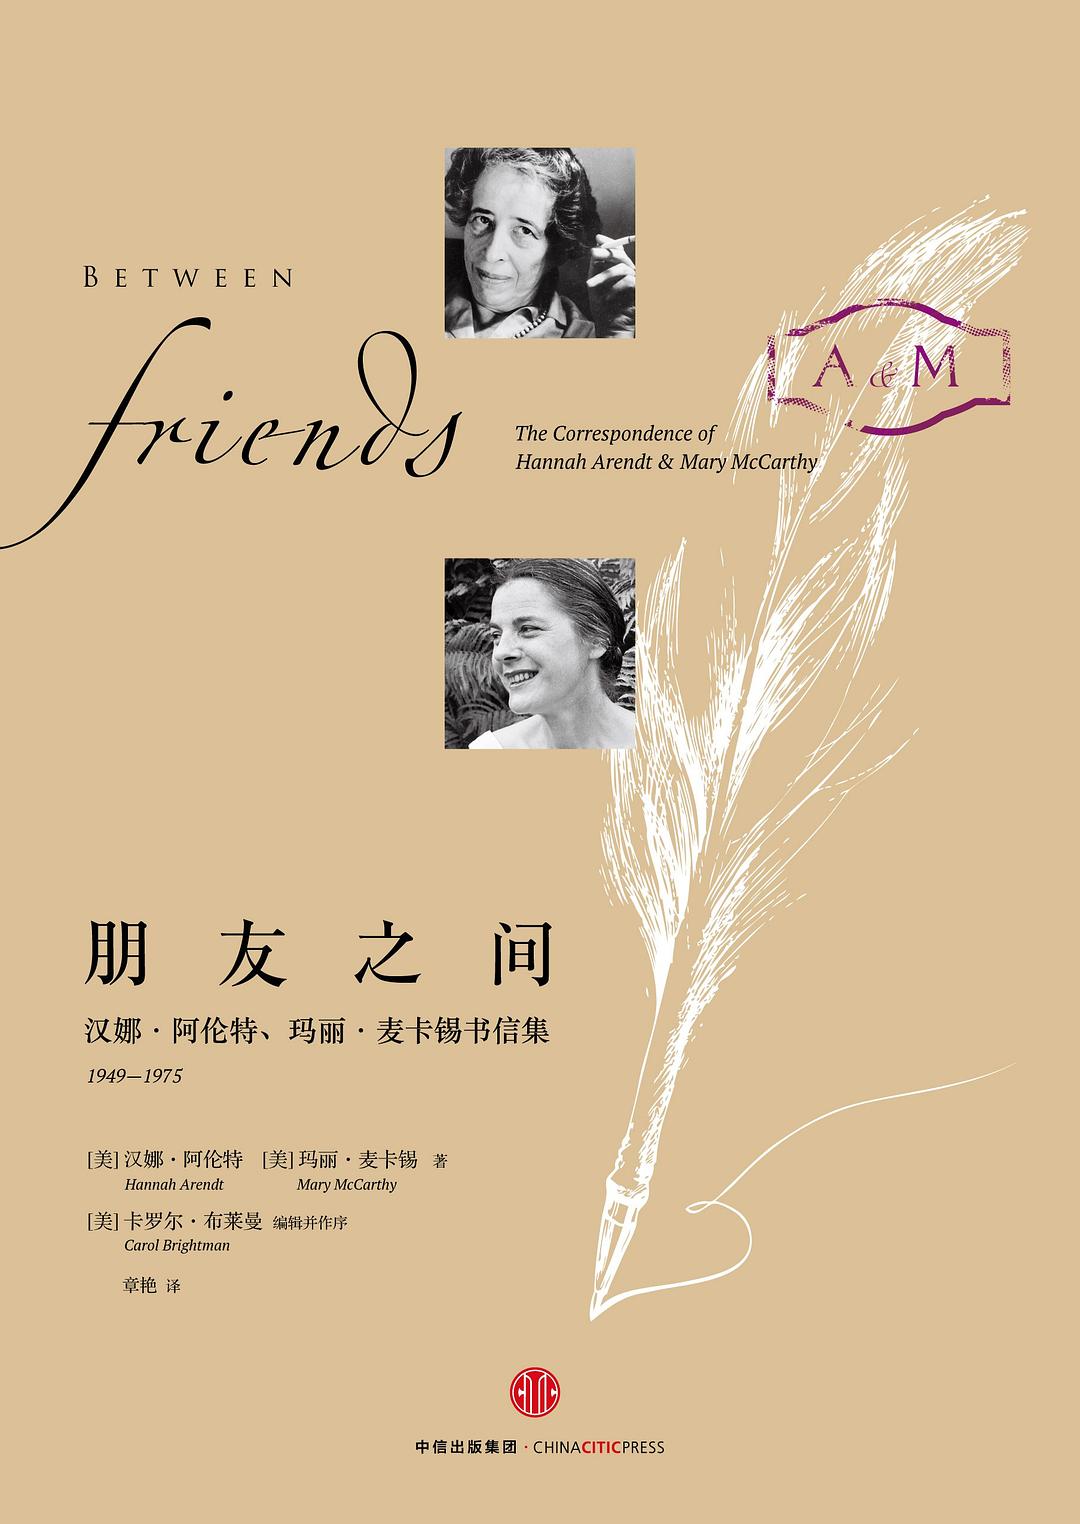 BETWEEN
friends
A & M
The Correspondence of
Hannah Arendt & Mary McCarthy
朋友之间
汉娜·阿伦特、玛丽·麦卡锡书信集
1949—1975
[美] 汉娜·阿伦特 [美] 玛丽·麦卡锡 著
Hannah Arendt Mary McCarthy
[美] 卡罗尔·布莱曼 编辑并作序
Carol Brightman
章艳 译
中信出版集团·CHINACITICPRESS